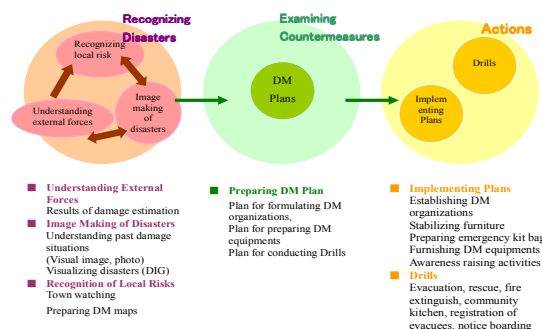 Recognizing
Disasters
Examining
Countermeasures
Actions
Recognizing
local risk
Understanding
external forces
Image
making
of
disasters
DM
Plans
Drills
Implem
enting
Plans
■ Understanding External
Forces
Results of damage estimation
■ Image Making of Disasters
Understanding past damage
situations
(Visual image, photo)
Visualizing disasters (DIG)
■ Recognition of Local Risks
Town watching
Preparing DM maps
■ Preparing DM Plan
Plan for formulating DM
organizations,
Plan for preparing DM
equipments
Plan for conducting Drills
■ Implementing Plans
Establishing DM
organizations
Stabilizing furniture
Preparing emergency kit bag
Furnishing DM equipments
Awareness raising activities
■ Drills
Evacuation, rescue, fire
extinguish, community
kitchen, registration of
evacuees, notice boarding